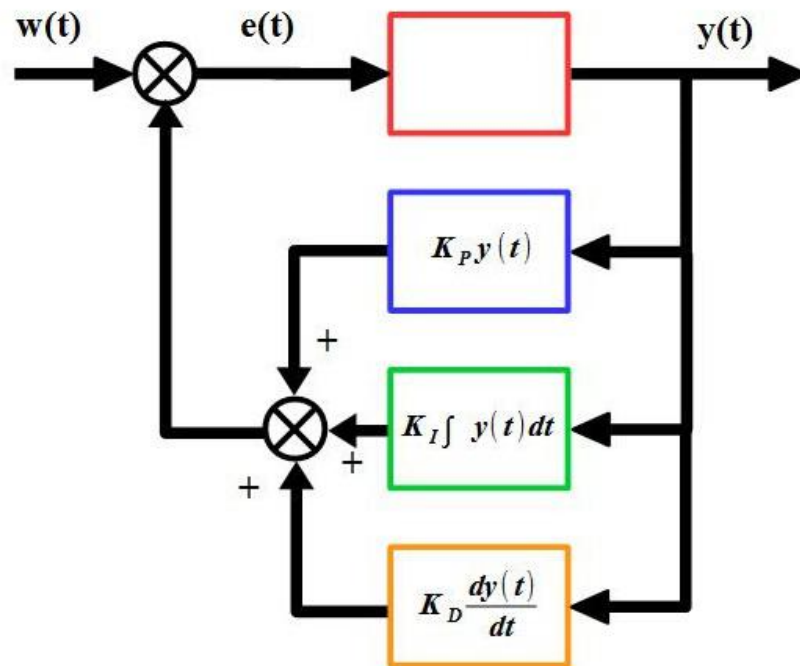 w(t) e(t) y(t)
K_P y(t)
+
K_I ∫ y(t)dt
+
+
K_D dy(t)/dt